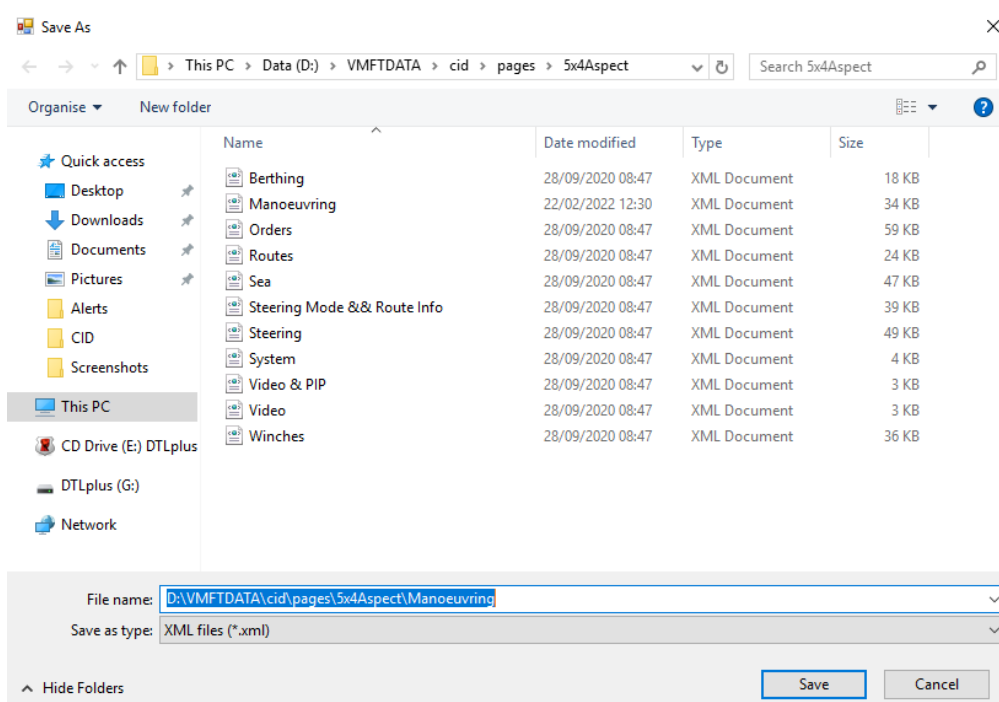 Save As
This PC > Data (D:) > VMFTDATA > cid > pages > 5x4Aspect
Search 5x4Aspect
Organise
New folder
Name Date modified Type Size
Quick access
Desktop
Downloads
Documents
Pictures
Alerts
CID
Screenshots
This PC
CD Drive (E:) DTLplus
DTLplus (G:)
Network
Berthing 28/09/2020 08:47 XML Document 18 KB
Manoeuvring 22/02/2022 12:30 XML Document 34 KB
Orders 28/09/2020 08:47 XML Document 59 KB
Routes 28/09/2020 08:47 XML Document 24 KB
Sea 28/09/2020 08:47 XML Document 47 KB
Steering Mode && Route Info 28/09/2020 08:47 XML Document 39 KB
Steering 28/09/2020 08:47 XML Document 49 KB
System 28/09/2020 08:47 XML Document 4 KB
Video & PIP 28/09/2020 08:47 XML Document 3 KB
Video 28/09/2020 08:47 XML Document 3 KB
Winches 28/09/2020 08:47 XML Document 36 KB
File name: D:\VMFTDATA\cid\pages\5x4Aspect\Manoeuvring
Save as type: XML files (*.xml)
Hide Folders
Save
Cancel